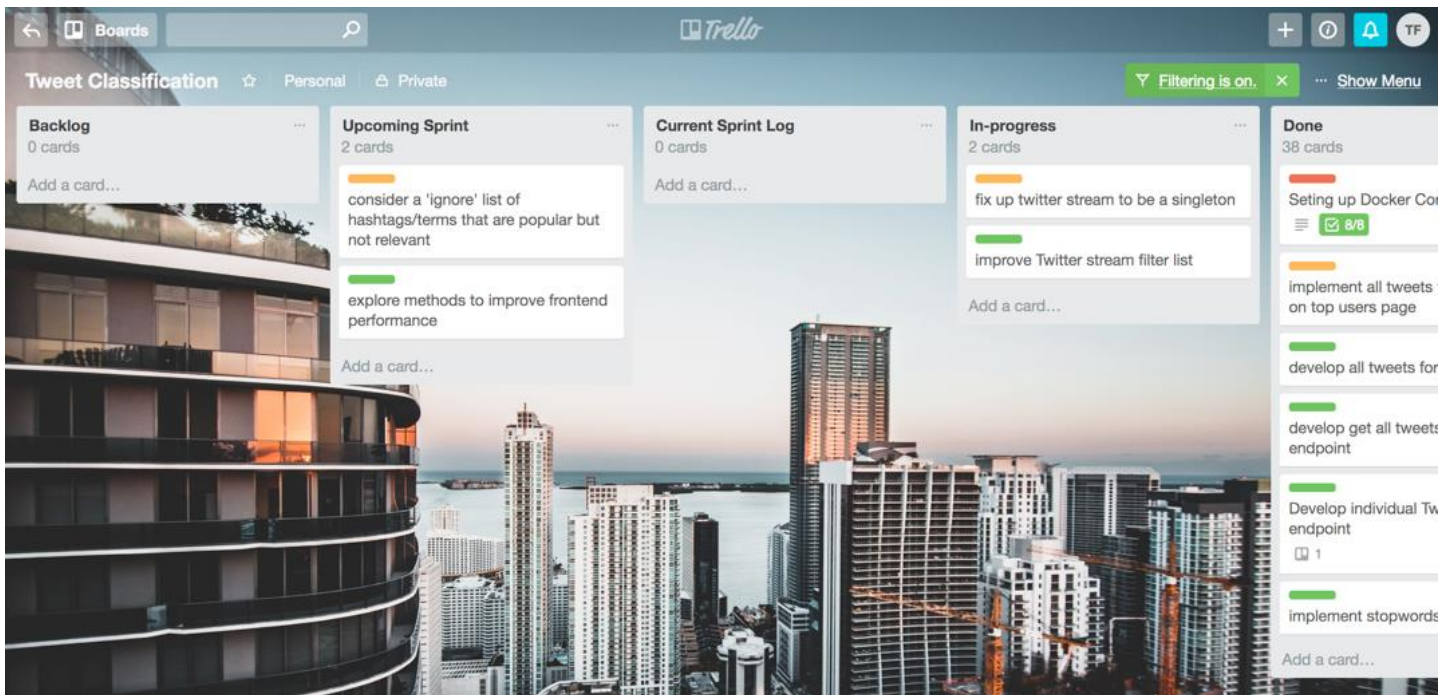 Boards
Trello
TF
Tweet Classification
Personal
Private
Filtering is on.
Show Menu
Backlog
0 cards
Add a card...
Upcoming Sprint
2 cards
consider a 'ignore' list of
hashtags/terms that are popular but
not relevant
explore methods to improve frontend
performance
Add a card...
Current Sprint Log
0 cards
Add a card...
In-progress
2 cards
fix up twitter stream to be a singleton
improve Twitter stream filter list
Add a card...
Done
38 cards
Seting up Docker
8/8
implement all tweets
on top users page
develop all tweets for
develop get all tweets
endpoint
Develop individual
endpoint
1
implement stopwords
Add a card...